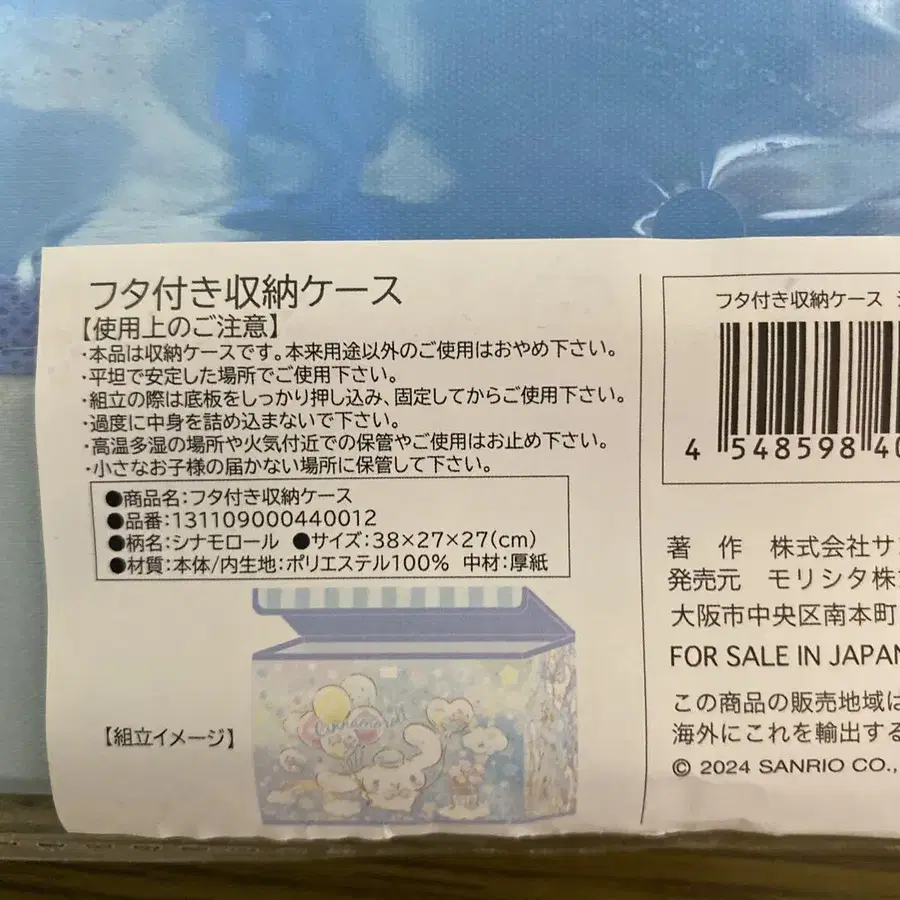 フタ付き収納ケース
【使用上のご注意】
・本品は収納ケースです。本来用途以外のご使用はおやめ下さい。
・平坦で安定した場所でご使用下さい。
・組立の際は底板をしっかり押し込み、固定してからご使用下さい。
・過度に中身を詰め込まないで下さい。
・高温多湿の場所や火気付近での保管やご使用はお止め下さい。
・小さなお子様の届かない場所に保管して下さい。
●商品名:フタ付き収納ケース
●品番:131109000440012
●柄名:シナモロール ●サイズ:38×27×27(cm)
●材質:本体/内生地:ポリエステル100% 中材:厚紙
【組立イメージ】
Cinnamoroll
フタ付き収納ケース
4 548598 40
著 作 株式会社サン
発売元 モリシタ株
大阪市中央区南本町
FOR SALE IN JAPAN
この商品の販売地域は
海外にこれを輸出する
© 2024 SANRIO CO.,